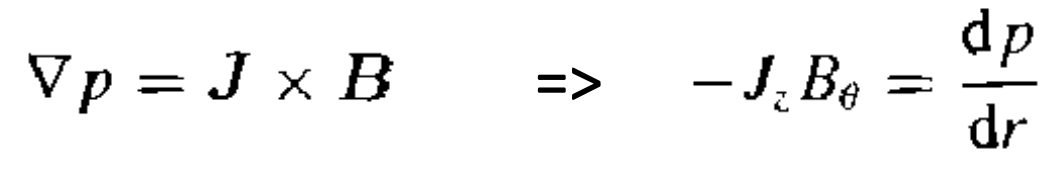 ∇p = J × B => −J_z B_θ = dp/dr